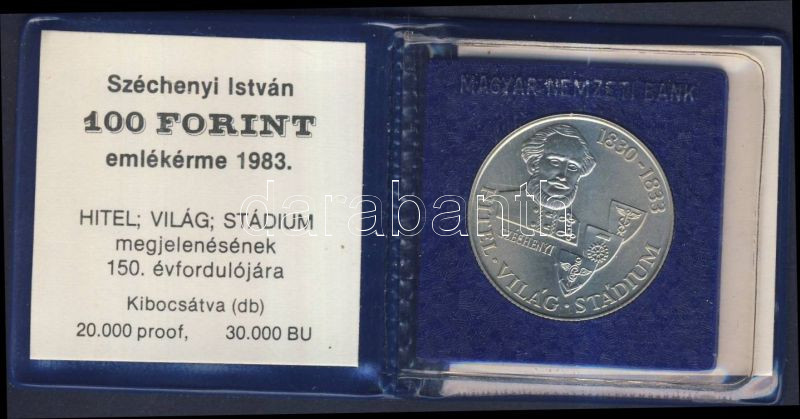 Széchenyi István
100 FORINT
emlékérme 1983.
HITEL; VILÁG; STÁDIUM
megjelenésének
150. évfordulójára
Kibocsátva (db)
20.000 proof, 30.000 BU
MAGYAR NEMZETI BANK
1830-1833
SZÉCHENYI
HITEL · VILÁG · STÁDIUM
darabanth